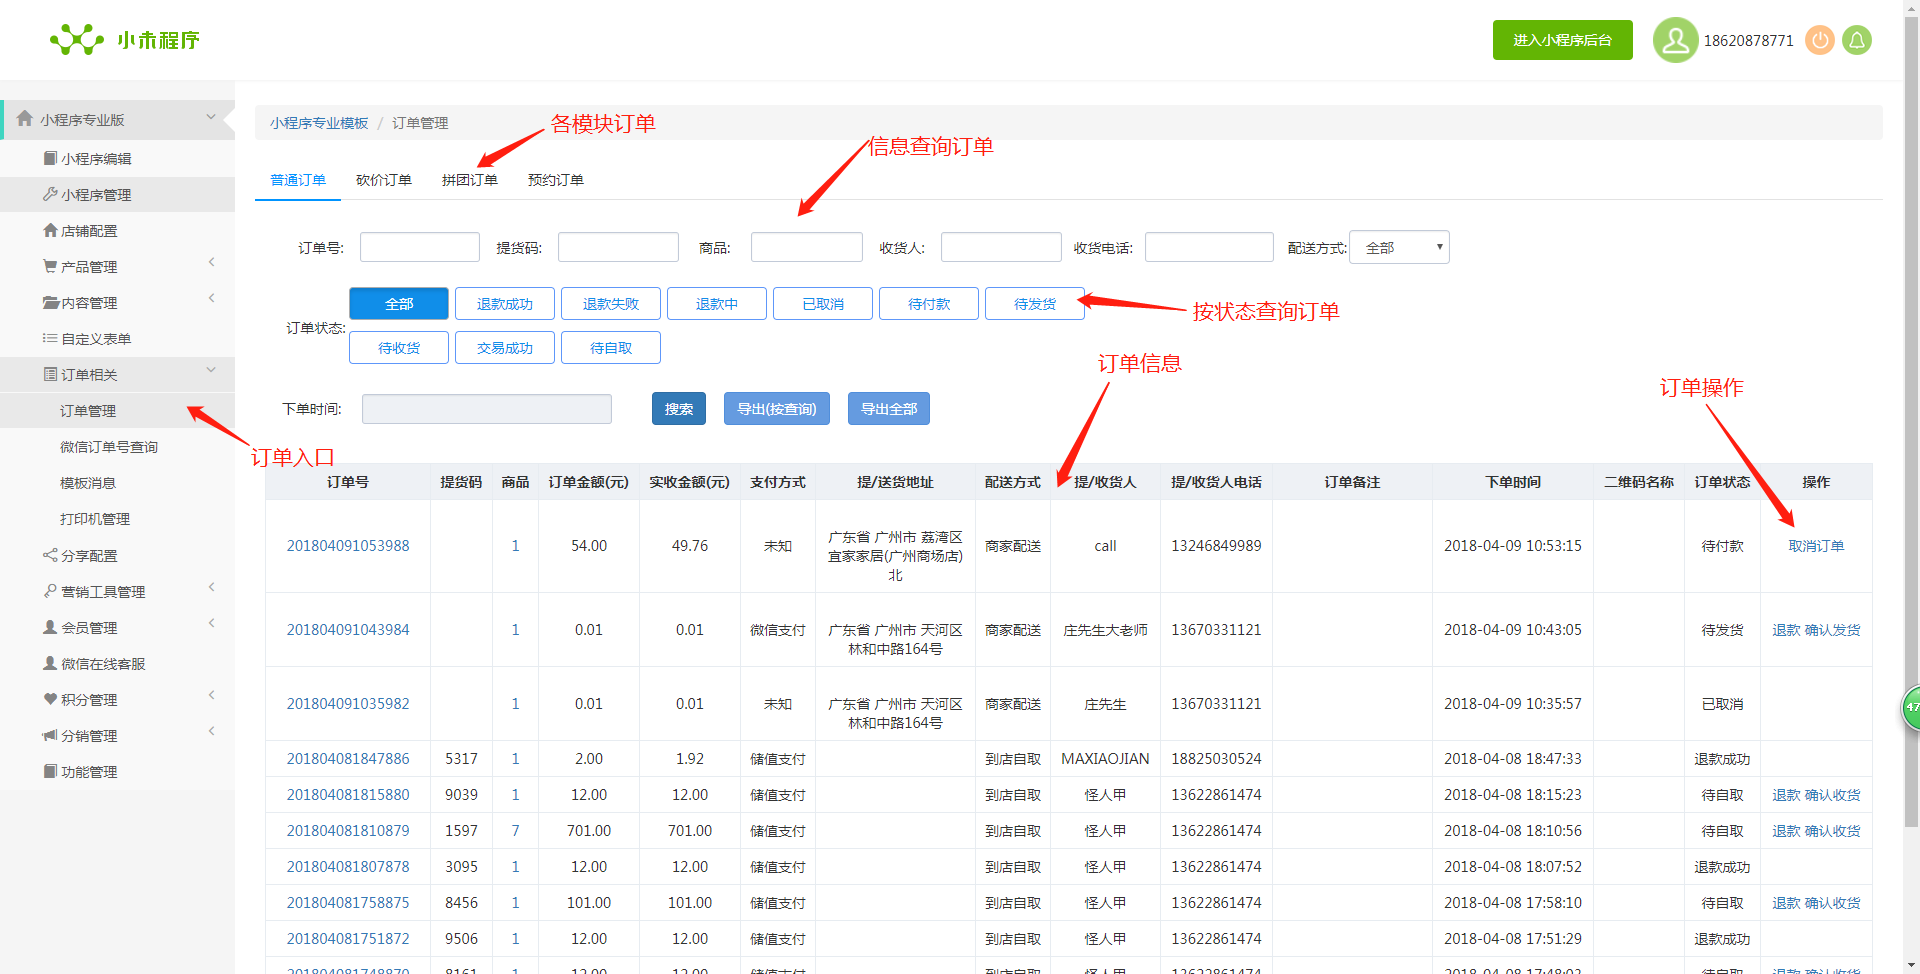 小未程序
进入小程序后台
18620878771
小程序专业版
小程序编辑
小程序管理
店铺配置
产品管理
内容管理
自定义表单
订单相关
订单管理
微信订单号查询
模板消息
打印机管理
分享配置
营销工具管理
会员管理
微信在线客服
积分管理
分销管理
功能管理
订单入口
小程序专业模板 / 订单管理
各模块订单
信息查询订单
普通订单 砍价订单 拼团订单 预约订单
订单号: 提货码: 商品: 收货人: 收货电话: 配送方式: 全部
订单状态: 全部 退款成功 退款失败 退款中 已取消 待付款 待发货
待收货 交易成功 待自取
按状态查询订单
订单信息
订单操作
下单时间: 搜索 导出(按查询) 导出全部
订单号 提货码 商品 订单金额(元) 实收金额(元) 支付方式 提/送货地址 配送方式 提/收货人 提/收货人电话 订单备注 下单时间 二维码名称 订单状态 操作
201804091053988 1 54.00 49.76 未知 广东省 广州市 荔湾区 宜家家居(广州商场店) 北 商家配送 call 13246849989 2018-04-09 10:53:15 待付款 取消订单
201804091043984 1 0.01 0.01 微信支付 广东省 广州市 天河区 林和中路164号 商家配送 庄先生大老师 13670331121 2018-04-09 10:43:05 待发货 退款 确认发货
201804091035982 1 0.01 0.01 未知 广东省 广州市 天河区 林和中路164号 商家配送 庄先生 13670331121 2018-04-09 10:35:57 已取消
201804081847886 5317 1 2.00 1.92 储值支付 到店自取 MAXIAOJIAN 18825030524 2018-04-08 18:47:33 退款成功
201804081815880 9039 1 12.00 12.00 储值支付 到店自取 怪人甲 13622861474 2018-04-08 18:15:23 待自取 退款 确认收货
201804081810879 1597 7 701.00 701.00 储值支付 到店自取 怪人甲 13622861474 2018-04-08 18:10:56 待自取 退款 确认收货
201804081807878 3095 1 12.00 12.00 储值支付 到店自取 怪人甲 13622861474 2018-04-08 18:07:52 退款成功
201804081758875 8456 1 101.00 101.00 储值支付 到店自取 怪人甲 13622861474 2018-04-08 17:58:10 待自取 退款 确认收货
201804081751872 9506 1 12.00 12.00 储值支付 到店自取 怪人甲 13622861474 2018-04-08 17:51:29 退款成功
47